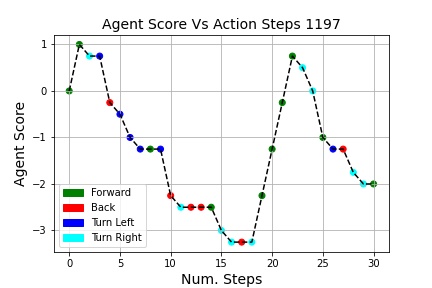 Agent Score Vs Action Steps 1197
Agent Score
1
0
−1
−2
−3
Forward
Back
Turn Left
Turn Right
0 5 10 15 20 25 30
Num. Steps